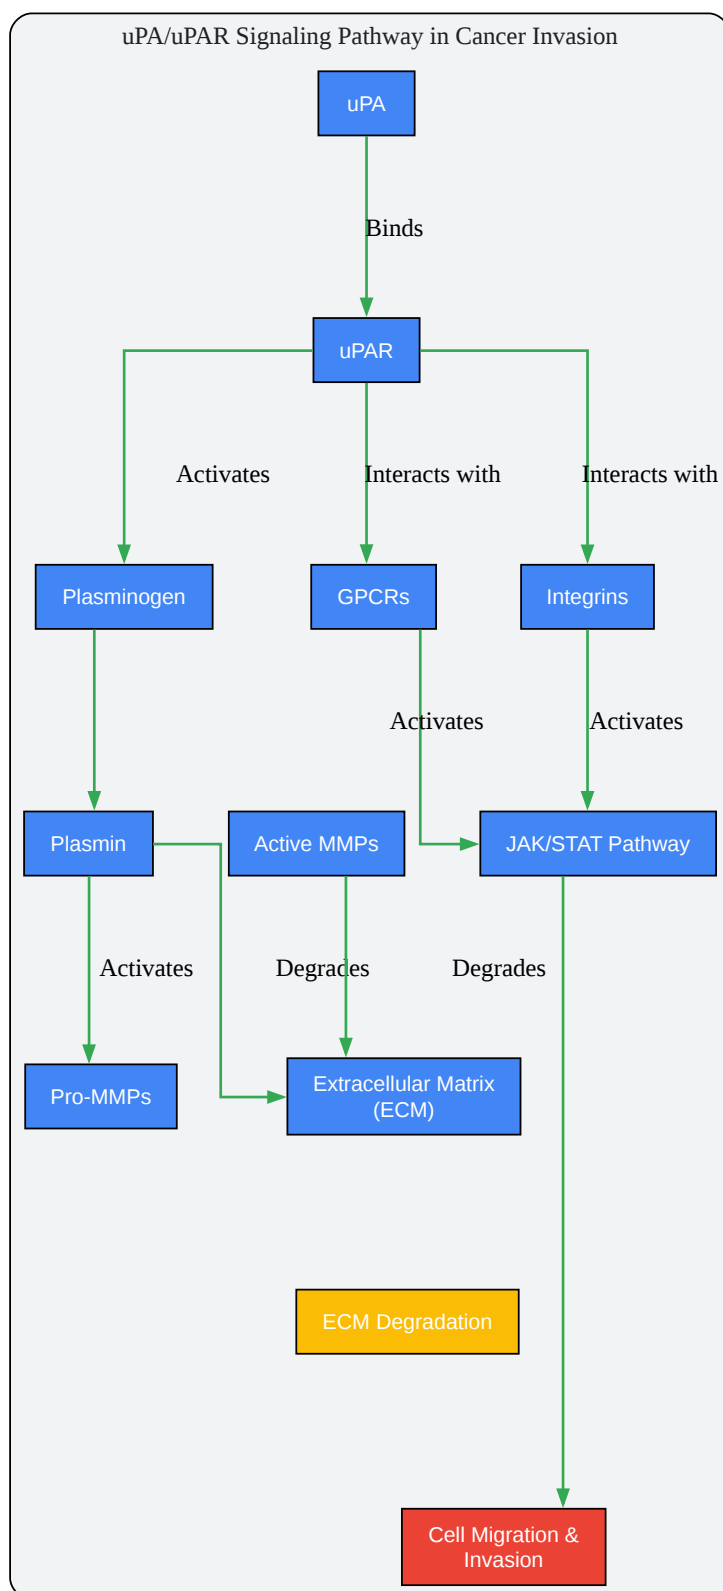 uPA/uPAR Signaling Pathway in Cancer Invasion
uPA
Binds
uPAR
Activates
Interacts with
Interacts with
Plasminogen
GPCRs
Integrins
Activates
Activates
Plasmin
Active MMPs
JAK/STAT Pathway
Activates
Degrades
Degrades
Pro-MMPs
Extracellular Matrix
(ECM)
ECM Degradation
Cell Migration &
Invasion